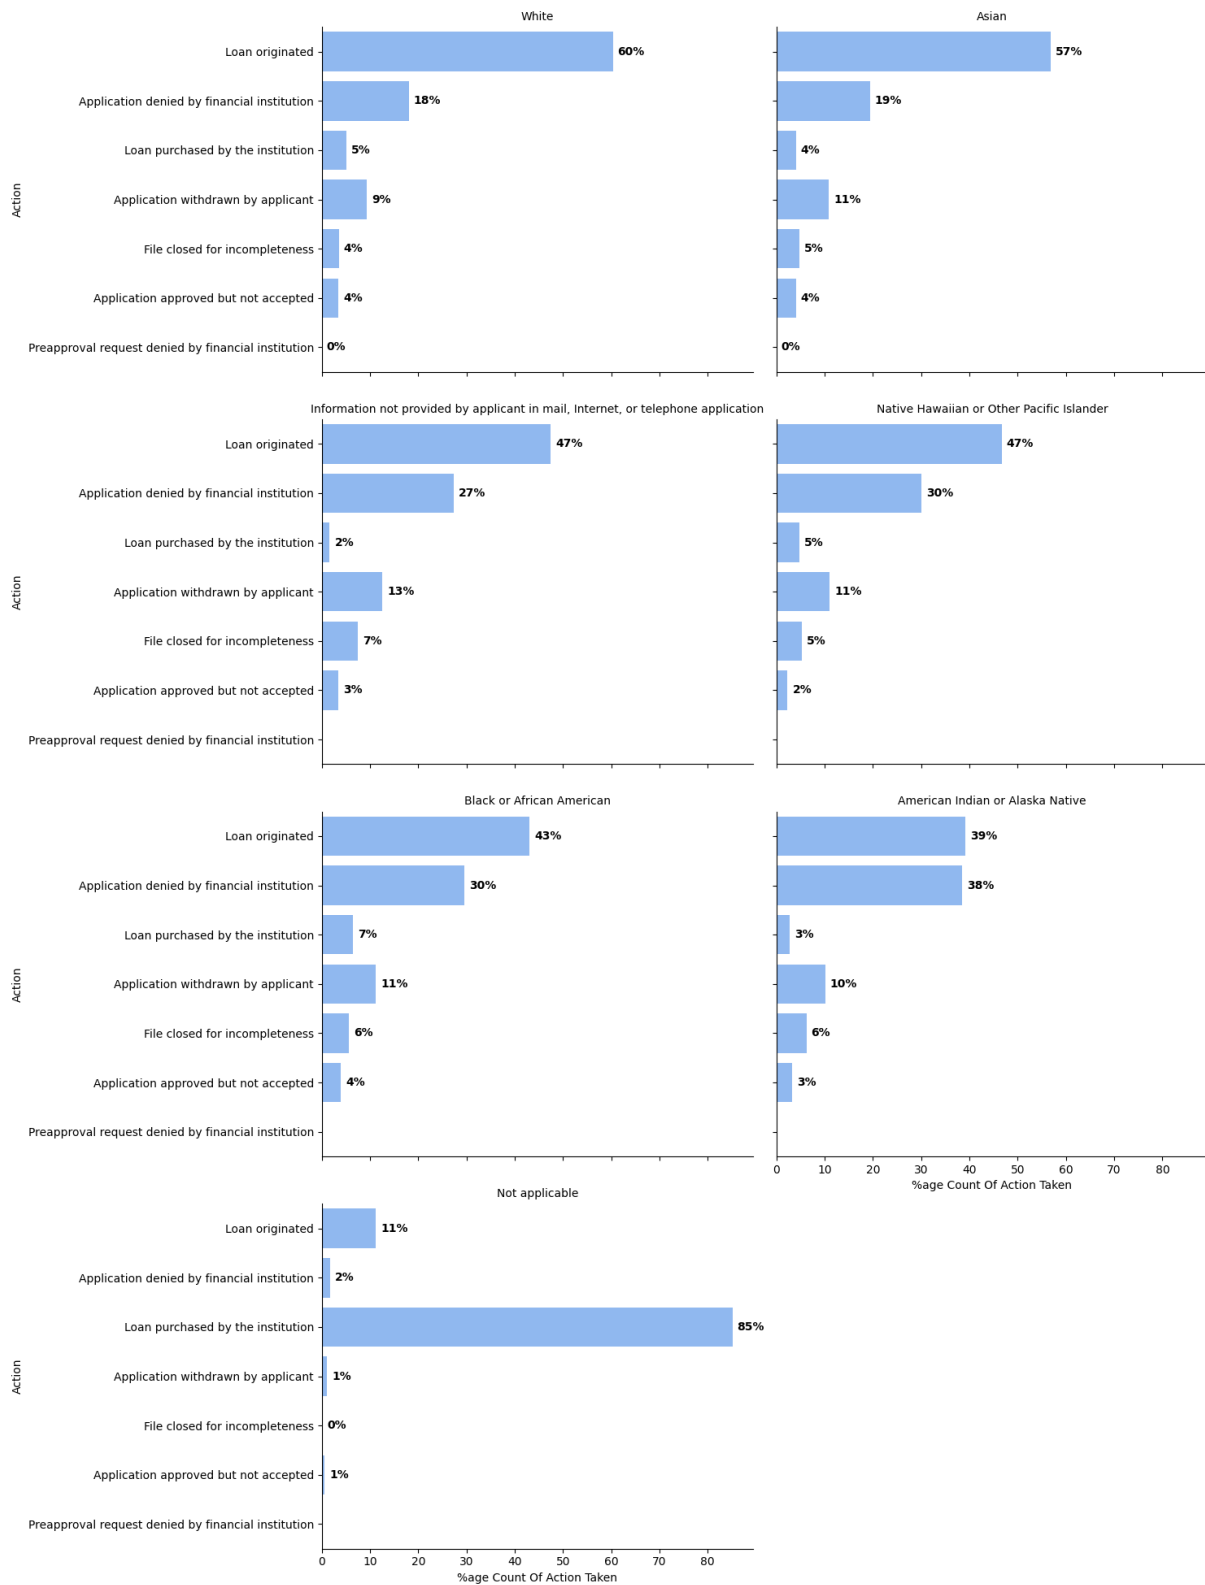 White
Asian
Loan originated
60%
57%
Application denied by financial institution
18%
19%
Loan purchased by the institution
5%
4%
Action
Application withdrawn by applicant
9%
11%
File closed for incompleteness
4%
5%
Application approved but not accepted
4%
4%
Preapproval request denied by financial institution
0%
0%
Information not provided by applicant in mail, Internet, or telephone application
Native Hawaiian or Other Pacific Islander
Loan originated
47%
47%
Application denied by financial institution
27%
30%
Loan purchased by the institution
2%
5%
Action
Application withdrawn by applicant
13%
11%
File closed for incompleteness
7%
5%
Application approved but not accepted
3%
2%
Preapproval request denied by financial institution
Black or African American
American Indian or Alaska Native
Loan originated
43%
39%
Application denied by financial institution
30%
38%
Loan purchased by the institution
7%
3%
Action
Application withdrawn by applicant
11%
10%
File closed for incompleteness
6%
6%
Application approved but not accepted
4%
3%
Preapproval request denied by financial institution
0 10 20 30 40 50 60 70 80
%age Count Of Action Taken
Not applicable
Loan originated
11%
Application denied by financial institution
2%
Loan purchased by the institution
85%
Action
Application withdrawn by applicant
1%
File closed for incompleteness
0%
Application approved but not accepted
1%
Preapproval request denied by financial institution
0 10 20 30 40 50 60 70 80
%age Count Of Action Taken